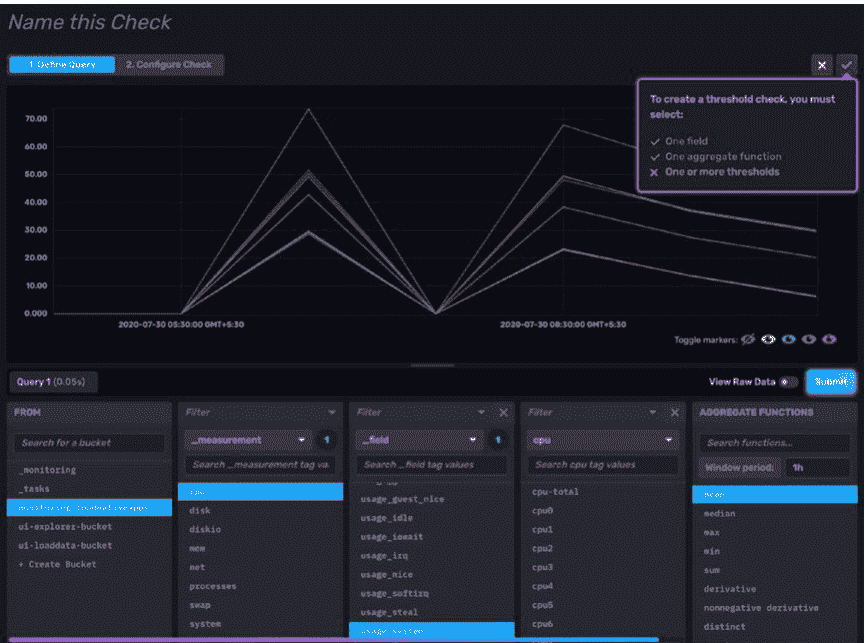 Name this Check
1. Define Query
2. Configure Check
To create a threshold check, you must
select:
One field
One aggregate function
One or more thresholds
70.00
60.00
50.00
40.00
30.00
20.00
10.00
0.000
2020-07-30 05:30:00 GMT+5:30
2020-07-30 08:30:00 GMT+5:30
Toggle markers:
Query 1 (0.05s)
View Raw Data
Submit
FROM
Search for a bucket
_monitoring
_tasks
ui-explorer-bucket
ui-loaddata-bucket
+ Create Bucket
Filter
_measurement
1
Search _measurement tag va
cpu
disk
diskio
mem
net
processes
swap
system
Filter
_field
1
Search _field tag values
usage_guest_nice
usage_idle
usage_iowait
usage_irq
usage_nice
usage_softirq
usage_steal
usage_system
Filter
cpu
Search cpu tag values
cpu-total
cpu0
cpu1
cpu2
cpu3
cpu4
cpu5
cpu6
AGGREGATE FUNCTIONS
Search functions...
Window period:
1h
mean
median
max
min
sum
derivative
nonnegative derivative
distinct